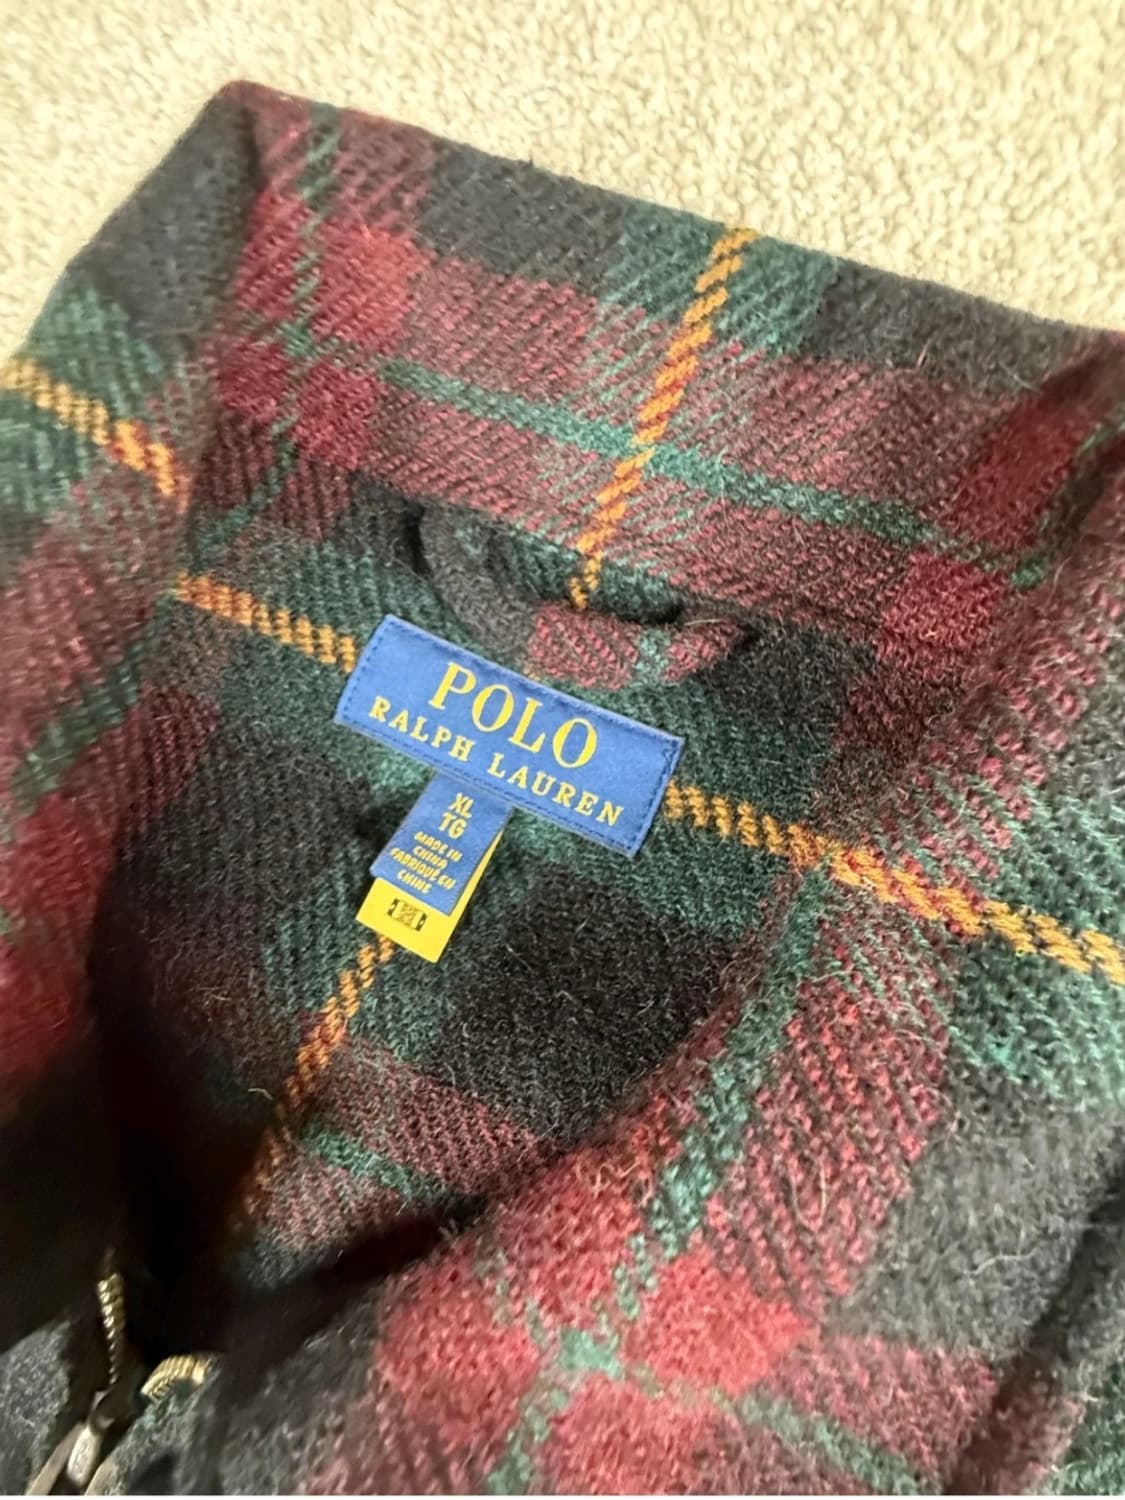 POLO
RALPH LAUREN
XL
TG
MADE IN
CHINA
FABRIQUÉ EN
CHINE